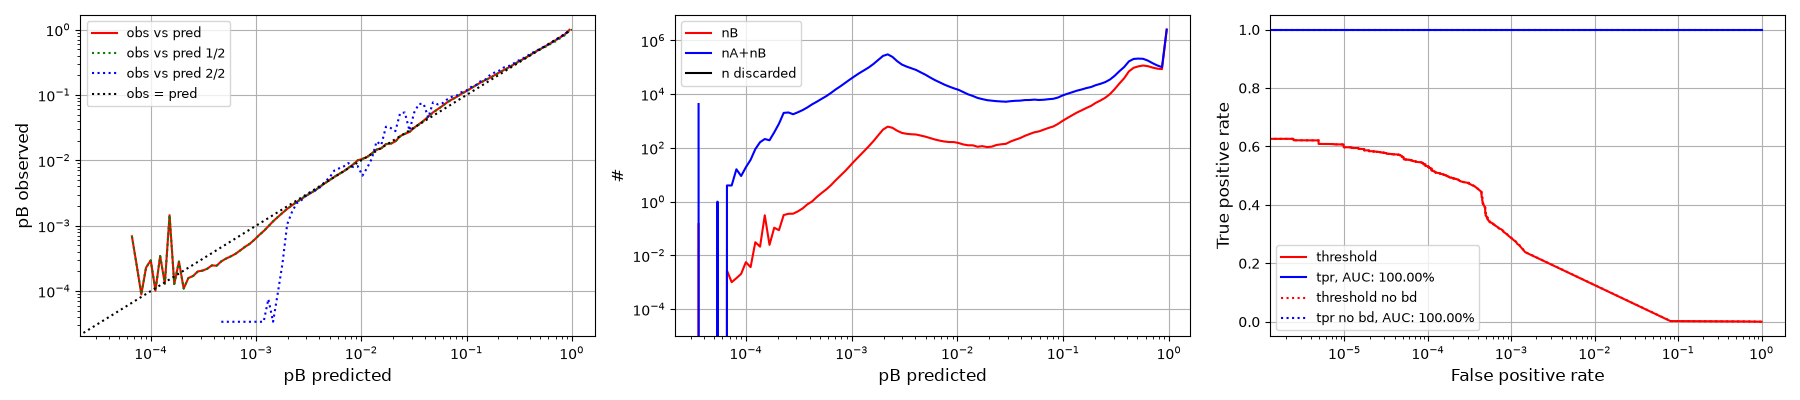 pB observed
10⁰
10⁻¹
10⁻²
10⁻³
10⁻⁴
obs vs pred
obs vs pred 1/2
obs vs pred 2/2
obs = pred
10⁻⁴ 10⁻³ 10⁻² 10⁻¹ 10⁰
pB predicted
#
10⁶
10⁴
10²
10⁰
10⁻²
10⁻⁴
nB
nA+nB
n discarded
10⁻⁴ 10⁻³ 10⁻² 10⁻¹ 10⁰
pB predicted
True positive rate
1.0
0.8
0.6
0.4
0.2
0.0
threshold
tpr, AUC: 100.00%
threshold no bd
tpr no bd, AUC: 100.00%
10⁻⁵ 10⁻⁴ 10⁻³ 10⁻² 10⁻¹ 10⁰
False positive rate